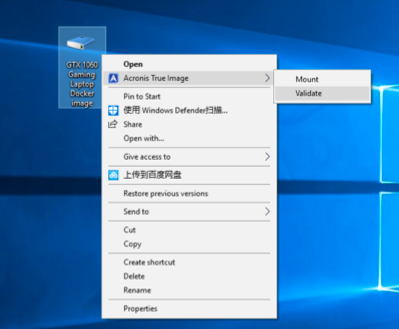 GTX 1060
Gaming
Laptop
Docker
image
Open
Acronis True Image
Mount
Validate
Pin to Start
使用 Windows Defender扫描...
Share
Open with...
Give access to
上传到百度网盘
Restore previous versions
Send to
Cut
Copy
Create shortcut
Delete
Rename
Properties